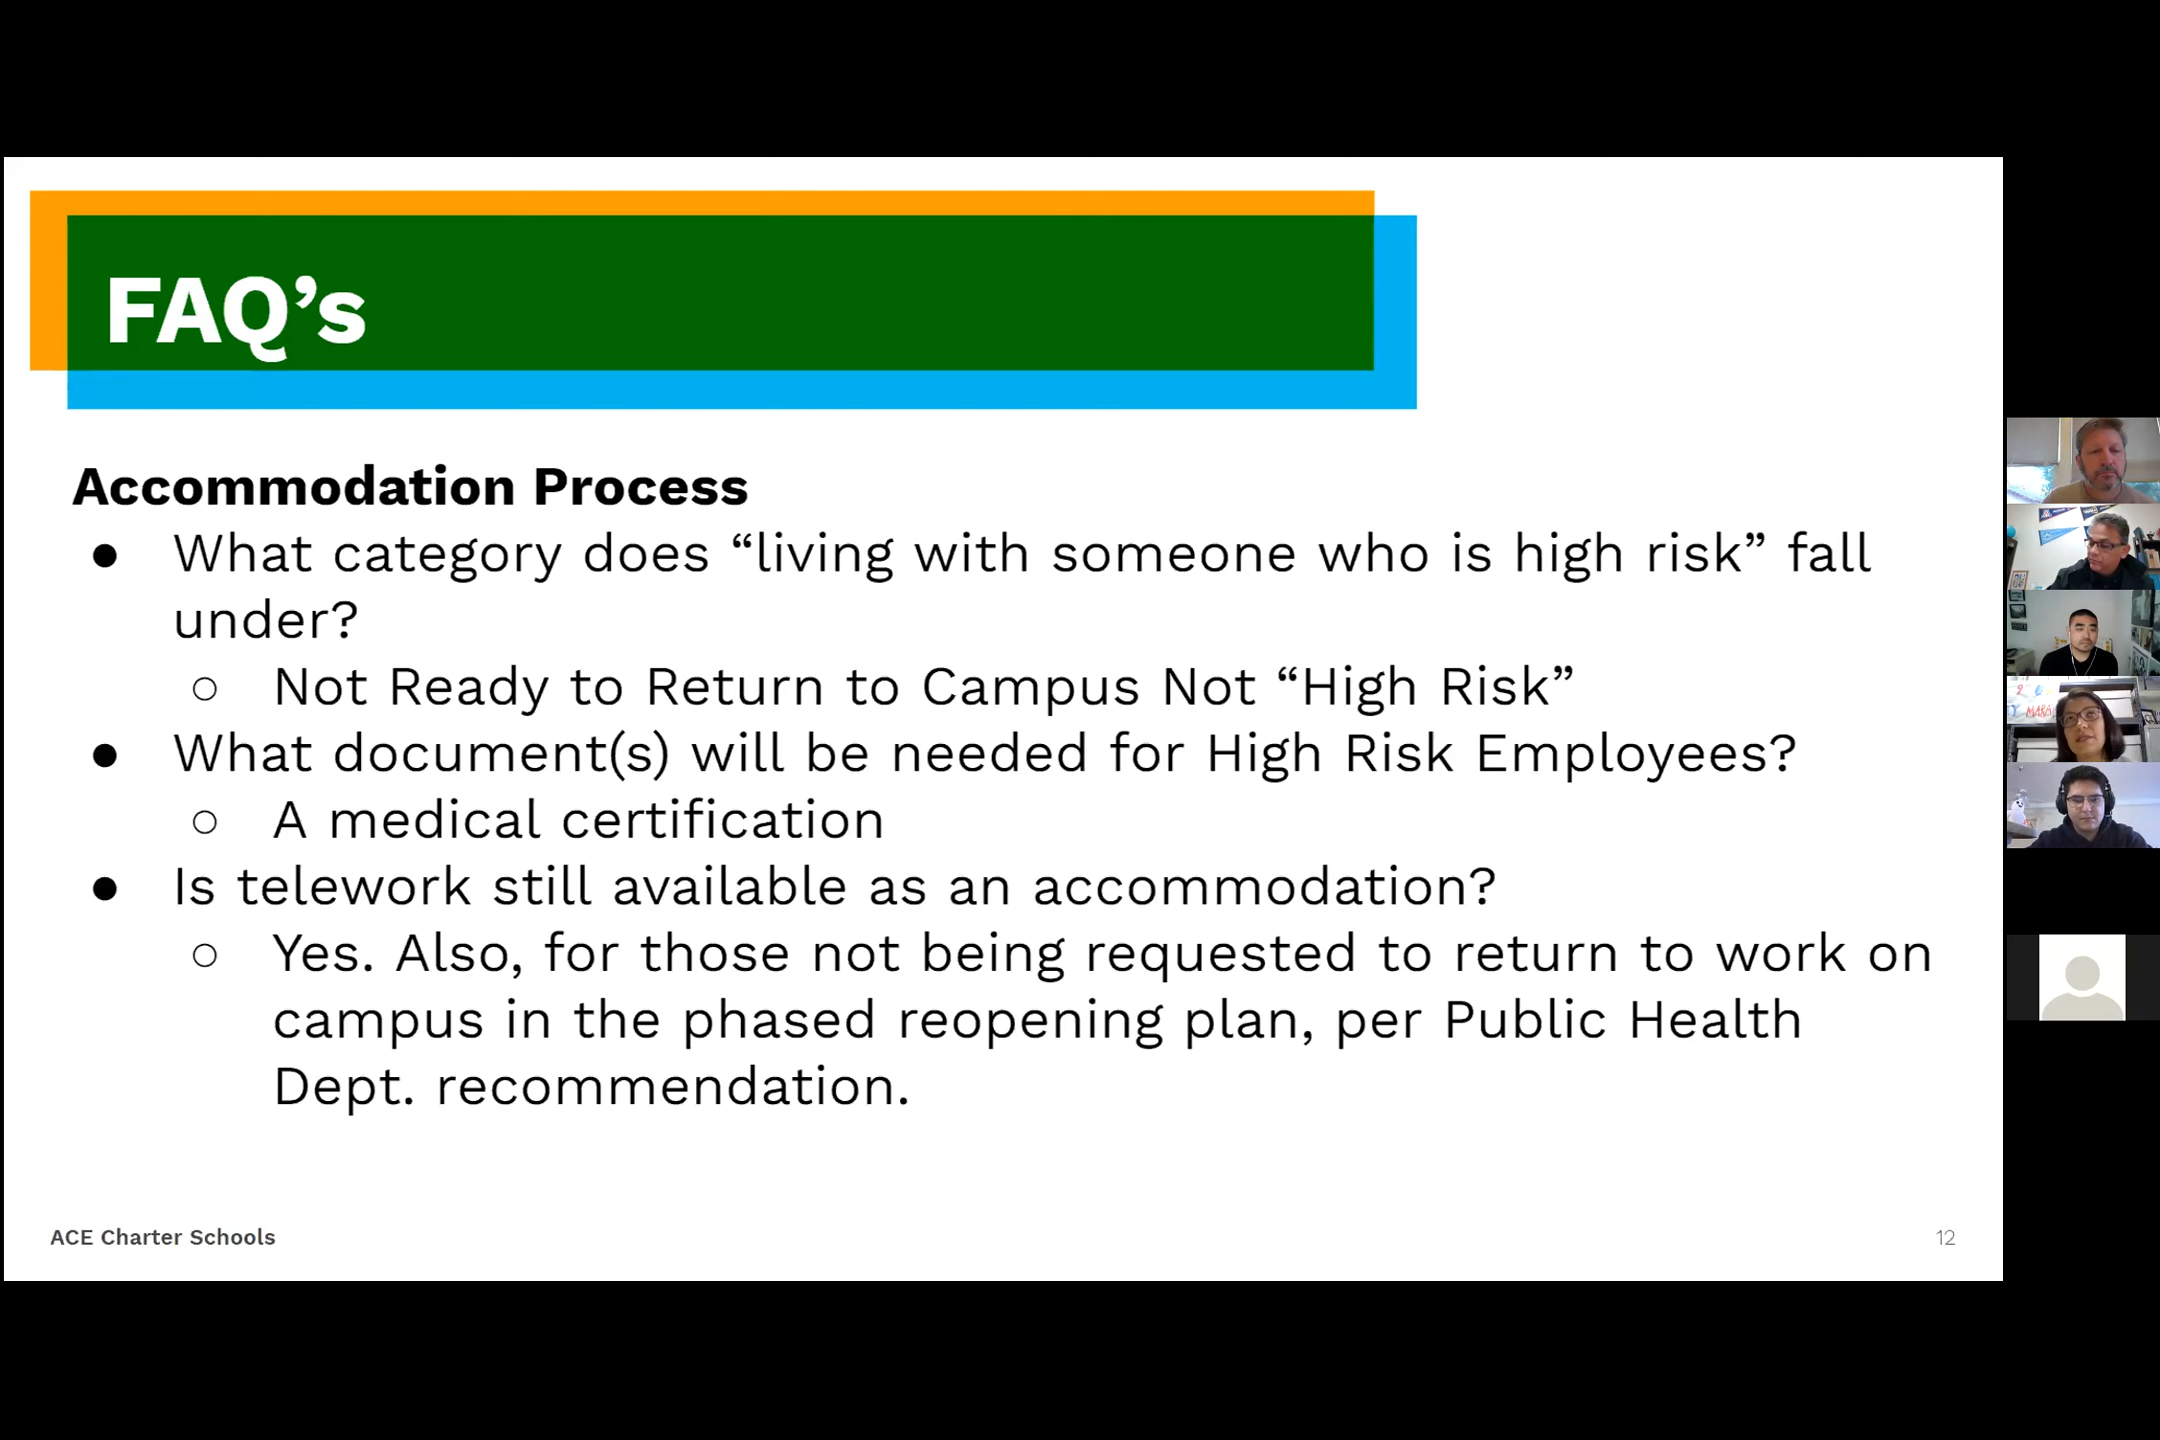 FAQ’s
Accommodation Process
● What category does “living with someone who is high risk” fall
under?
○ Not Ready to Return to Campus Not “High Risk”
● What document(s) will be needed for High Risk Employees?
○ A medical certification
● Is telework still available as an accommodation?
○ Yes. Also, for those not being requested to return to work on
campus in the phased reopening plan, per Public Health
Dept. recommendation.
ACE Charter Schools
12